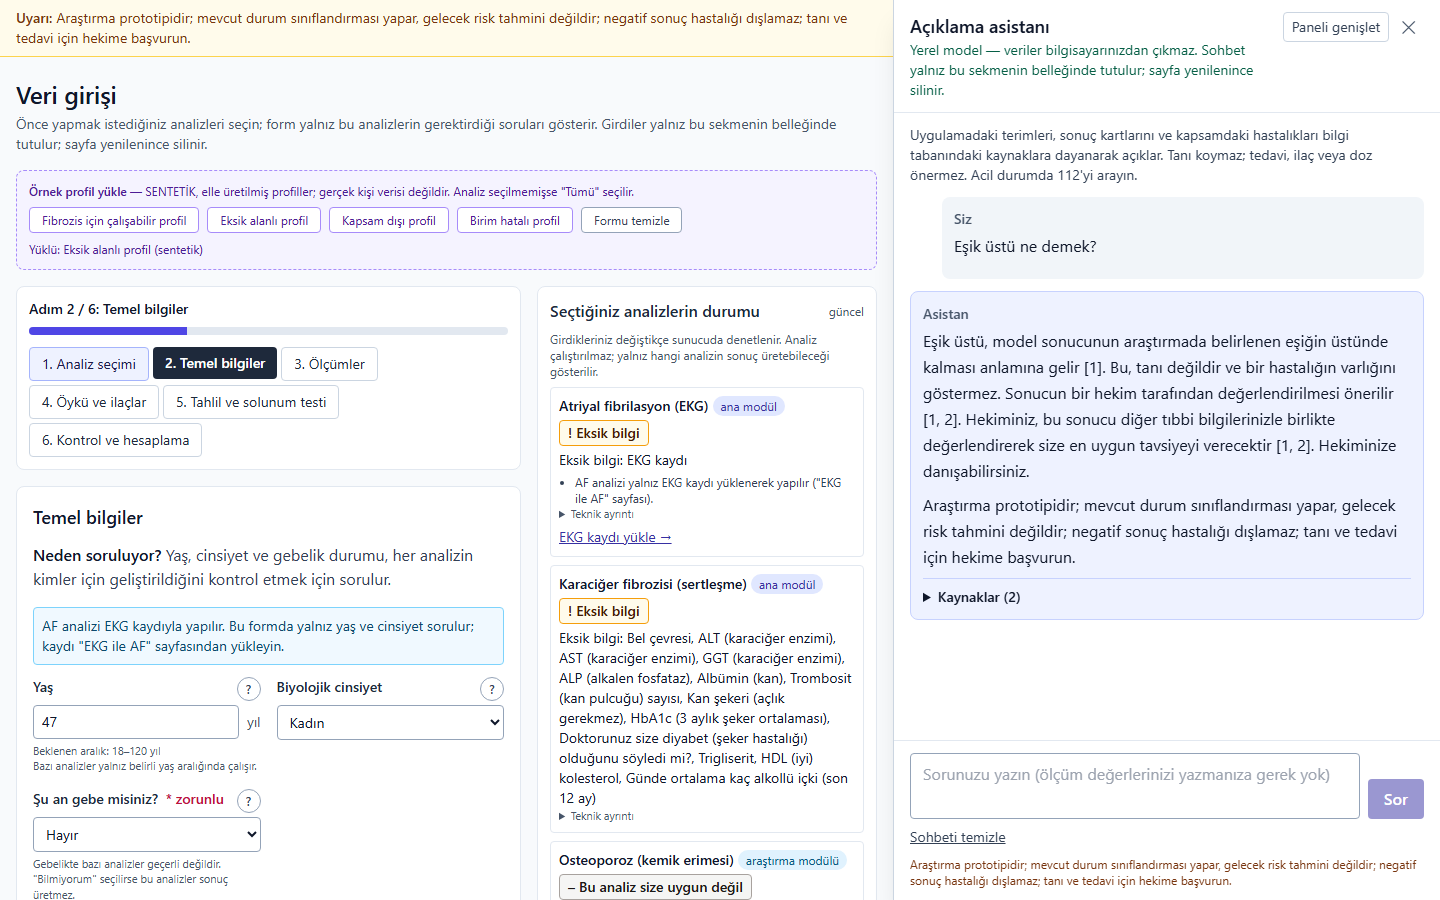 Uyarı: Araştırma prototipidir; mevcut durum sınıflandırması yapar, gelecek risk tahmini değildir; negatif sonuç hastalığı dışlamaz; tanı ve
tedavi için hekime başvurun.
Veri girişi
Önce yapmak istediğiniz analizleri seçin; form yalnız bu analizlerin gerektirdiği soruları gösterir. Girdiler yalnız bu sekmenin belleğinde
tutulur; sayfa yenilenince silinir.
Örnek profil yükle — SENTETİK, elle üretilmiş profiller; gerçek kişi verisi değildir. Analiz seçilmemişse "Tümü" seçilir.
Fibrozis için çalışabilir profil
Eksik alanlı profil
Kapsam dışı profil
Birim hatalı profil
Formu temizle
Yüklü: Eksik alanlı profil (sentetik)
Adım 2 / 6: Temel bilgiler
1. Analiz seçimi
2. Temel bilgiler
3. Ölçümler
4. Öykü ve ilaçlar
5. Tahlil ve solunum testi
6. Kontrol ve hesaplama
Temel bilgiler
Neden soruluyor? Yaş, cinsiyet ve gebelik durumu, her analizin
kimler için geliştirildiğini kontrol etmek için sorulur.
AF analizi EKG kaydıyla yapılır. Bu formda yalnız yaş ve cinsiyet sorulur;
kaydı "EKG ile AF" sayfasından yükleyin.
Yaş
?
47
yıl
Beklenen aralık: 18–120 yıl
Bazı analizler yalnız belirli yaş aralığında çalışır.
Biyolojik cinsiyet
?
Kadın
Şu an gebe misiniz? * zorunlu
?
Hayır
Gebelikte bazı analizler geçerli değildir.
"Bilmiyorum" seçilirse bu analizler sonuç
üretmez.
Seçtiğiniz analizlerin durumu
güncel
Girdikleriniz değiştikçe sunucuda denetlenir. Analiz
çalıştırılmaz; yalnız hangi analizin sonuç üretebileceği
gösterilir.
Atriyal fibrilasyon (EKG) ana modül
! Eksik bilgi
Eksik bilgi: EKG kaydı
• AF analizi yalnız EKG kaydı yüklenerek yapılır ("EKG
ile AF" sayfası).
▶ Teknik ayrıntı
EKG kaydı yükle →
Karaciğer fibrozisi (sertleşme) ana modül
! Eksik bilgi
Eksik bilgi: Bel çevresi, ALT (karaciğer enzimi),
AST (karaciğer enzimi), GGT (karaciğer enzimi),
ALP (alkalen fosfataz), Albümin (kan), Trombosit
(kan pulcuğu) sayısı, Kan şekeri (açlık
gerekmez), HbA1c (3 aylık şeker ortalaması),
Doktorunuz size diyabet (şeker hastalığı)
olduğunu söyledi mi?, Trigliserit, HDL (iyi)
kolesterol, Günde ortalama kaç alkollü içki (son
12 ay)
▶ Teknik ayrıntı
Osteoporoz (kemik erimesi) araştırma modülü
– Bu analiz size uygun değil
Açıklama asistanı
Paneli genişlet
Yerel model — veriler bilgisayarınızdan çıkmaz. Sohbet
yalnız bu sekmenin belleğinde tutulur; sayfa yenilenince
silinir.
Uygulamadaki terimleri, sonuç kartlarını ve kapsamdaki hastalıkları bilgi
tabanındaki kaynaklara dayanarak açıklar. Tanı koymaz; tedavi, ilaç veya doz
önermez. Acil durumda 112'yi arayın.
Siz
Eşik üstü ne demek?
Asistan
Eşik üstü, model sonucunun araştırmada belirlenen eşiğin üstünde
kalması anlamına gelir [1]. Bu, tanı değildir ve bir hastalığın varlığını
göstermez. Sonucun bir hekim tarafından değerlendirilmesi önerilir
[1, 2]. Hekiminiz, bu sonucu diğer tıbbi bilgilerinizle birlikte
değerlendirerek size en uygun tavsiyeyi verecektir [1, 2]. Hekiminize
danışabilirsiniz.
Araştırma prototipidir; mevcut durum sınıflandırması yapar, gelecek
risk tahmini değildir; negatif sonuç hastalığı dışlamaz; tanı ve tedavi
için hekime başvurun.
▶ Kaynaklar (2)
Sorunuzu yazın (ölçüm değerlerinizi yazmanıza gerek yok)
Sor
Sohbeti temizle
Araştırma prototipidir; mevcut durum sınıflandırması yapar, gelecek risk tahmini değildir; negatif
sonuç hastalığı dışlamaz; tanı ve tedavi için hekime başvurun.